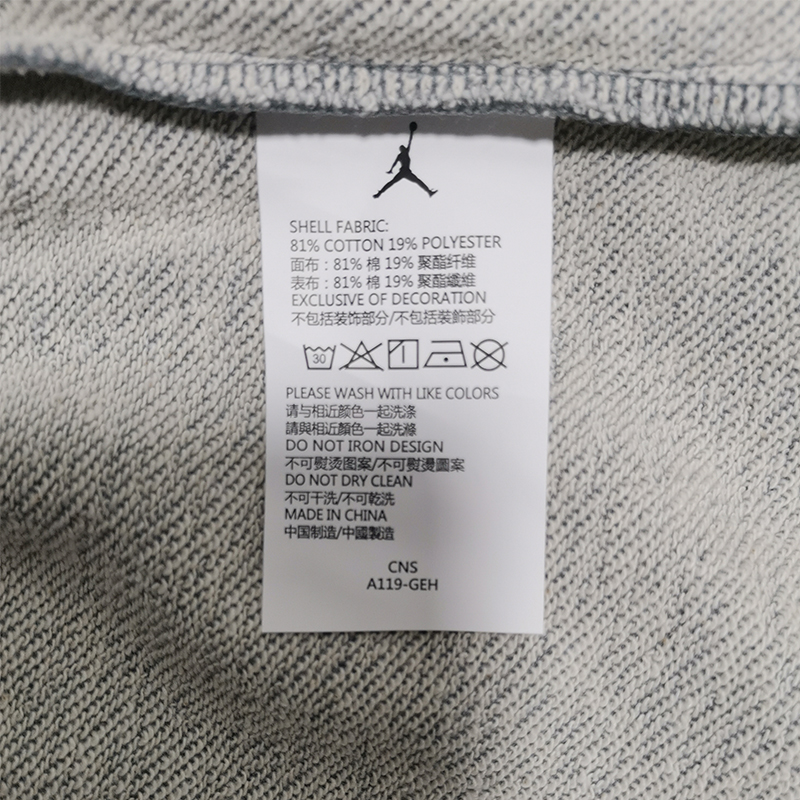 SHELL FABRIC:
81% COTTON 19% POLYESTER
面布：81% 棉 19% 聚酯纤维
表布：81% 棉 19% 聚酯纖維
EXCLUSIVE OF DECORATION
不包括装饰部分/不包括裝飾部分
30
PLEASE WASH WITH LIKE COLORS
请与相近颜色一起洗涤
請與相近顏色一起洗滌
DO NOT IRON DESIGN
不可熨烫图案/不可熨燙圖案
DO NOT DRY CLEAN
不可干洗/不可乾洗
MADE IN CHINA
中国制造/中國製造
CNS
A119-GEH